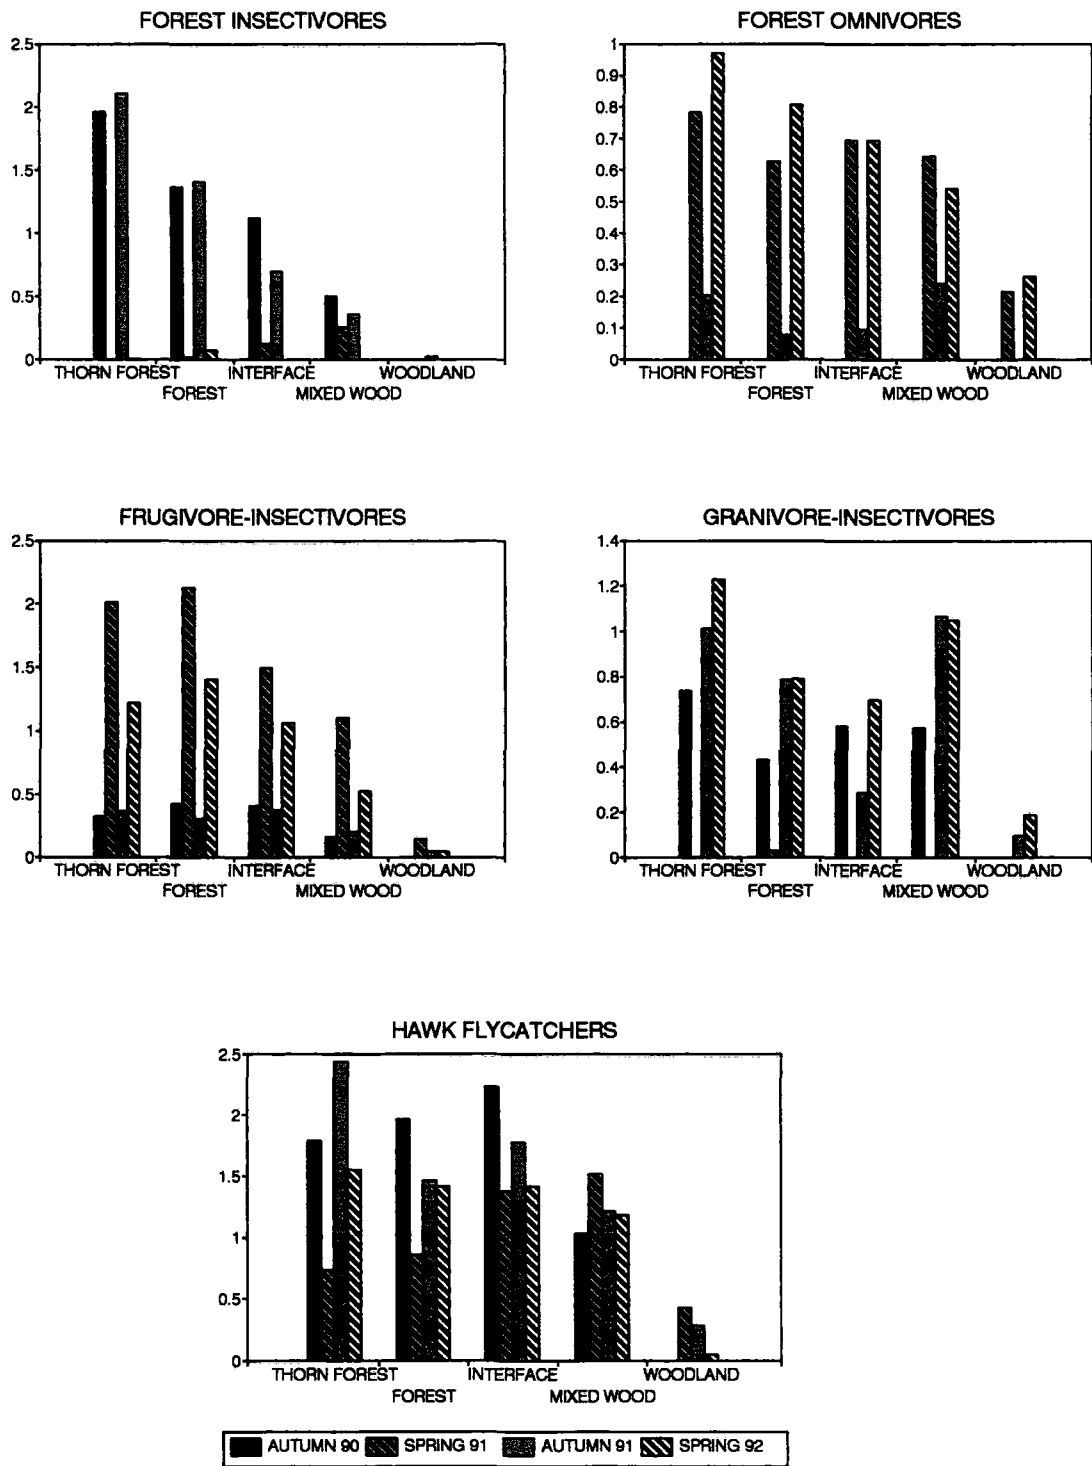 FOREST INSECTIVORES
2.5
2
1.5
1
0.5
0
THORN FOREST INTERFACE WOODLAND
FOREST MIXED WOOD
FOREST OMNIVORES
1
0.9
0.8
0.7
0.6
0.5
0.4
0.3
0.2
0.1
0
THORN FOREST INTERFACE WOODLAND
FOREST MIXED WOOD
FRUGIVORE-INSECTIVORES
2.5
2
1.5
1
0.5
0
THORN FOREST INTERFACE WOODLAND
FOREST MIXED WOOD
GRANIVORE-INSECTIVORES
1.4
1.2
1
0.8
0.6
0.4
0.2
0
THORN FOREST INTERFACE WOODLAND
FOREST MIXED WOOD
HAWK FLYCATCHERS
2.5
2
1.5
1
0.5
0
THORN FOREST INTERFACE WOODLAND
FOREST MIXED WOOD
AUTUMN 90 SPRING 91 AUTUMN 91 SPRING 92